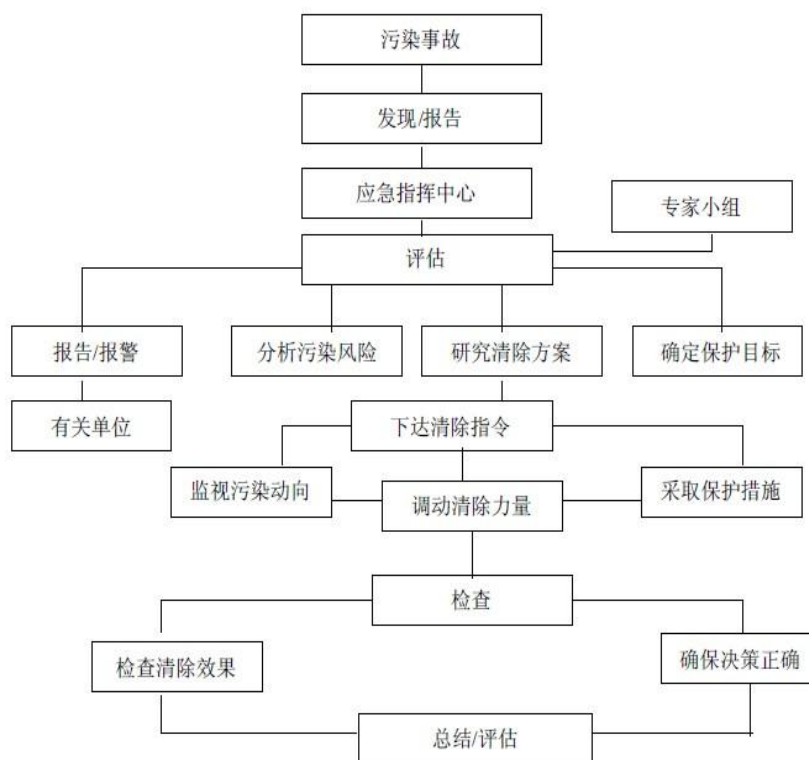 污染事故
发现/报告
应急指挥中心
专家小组
评估
报告/报警
分析污染风险
研究清除方案
确定保护目标
有关单位
下达清除指令
监视污染动向
调动清除力量
采取保护措施
检查
检查清除效果
确保决策正确
总结/评估